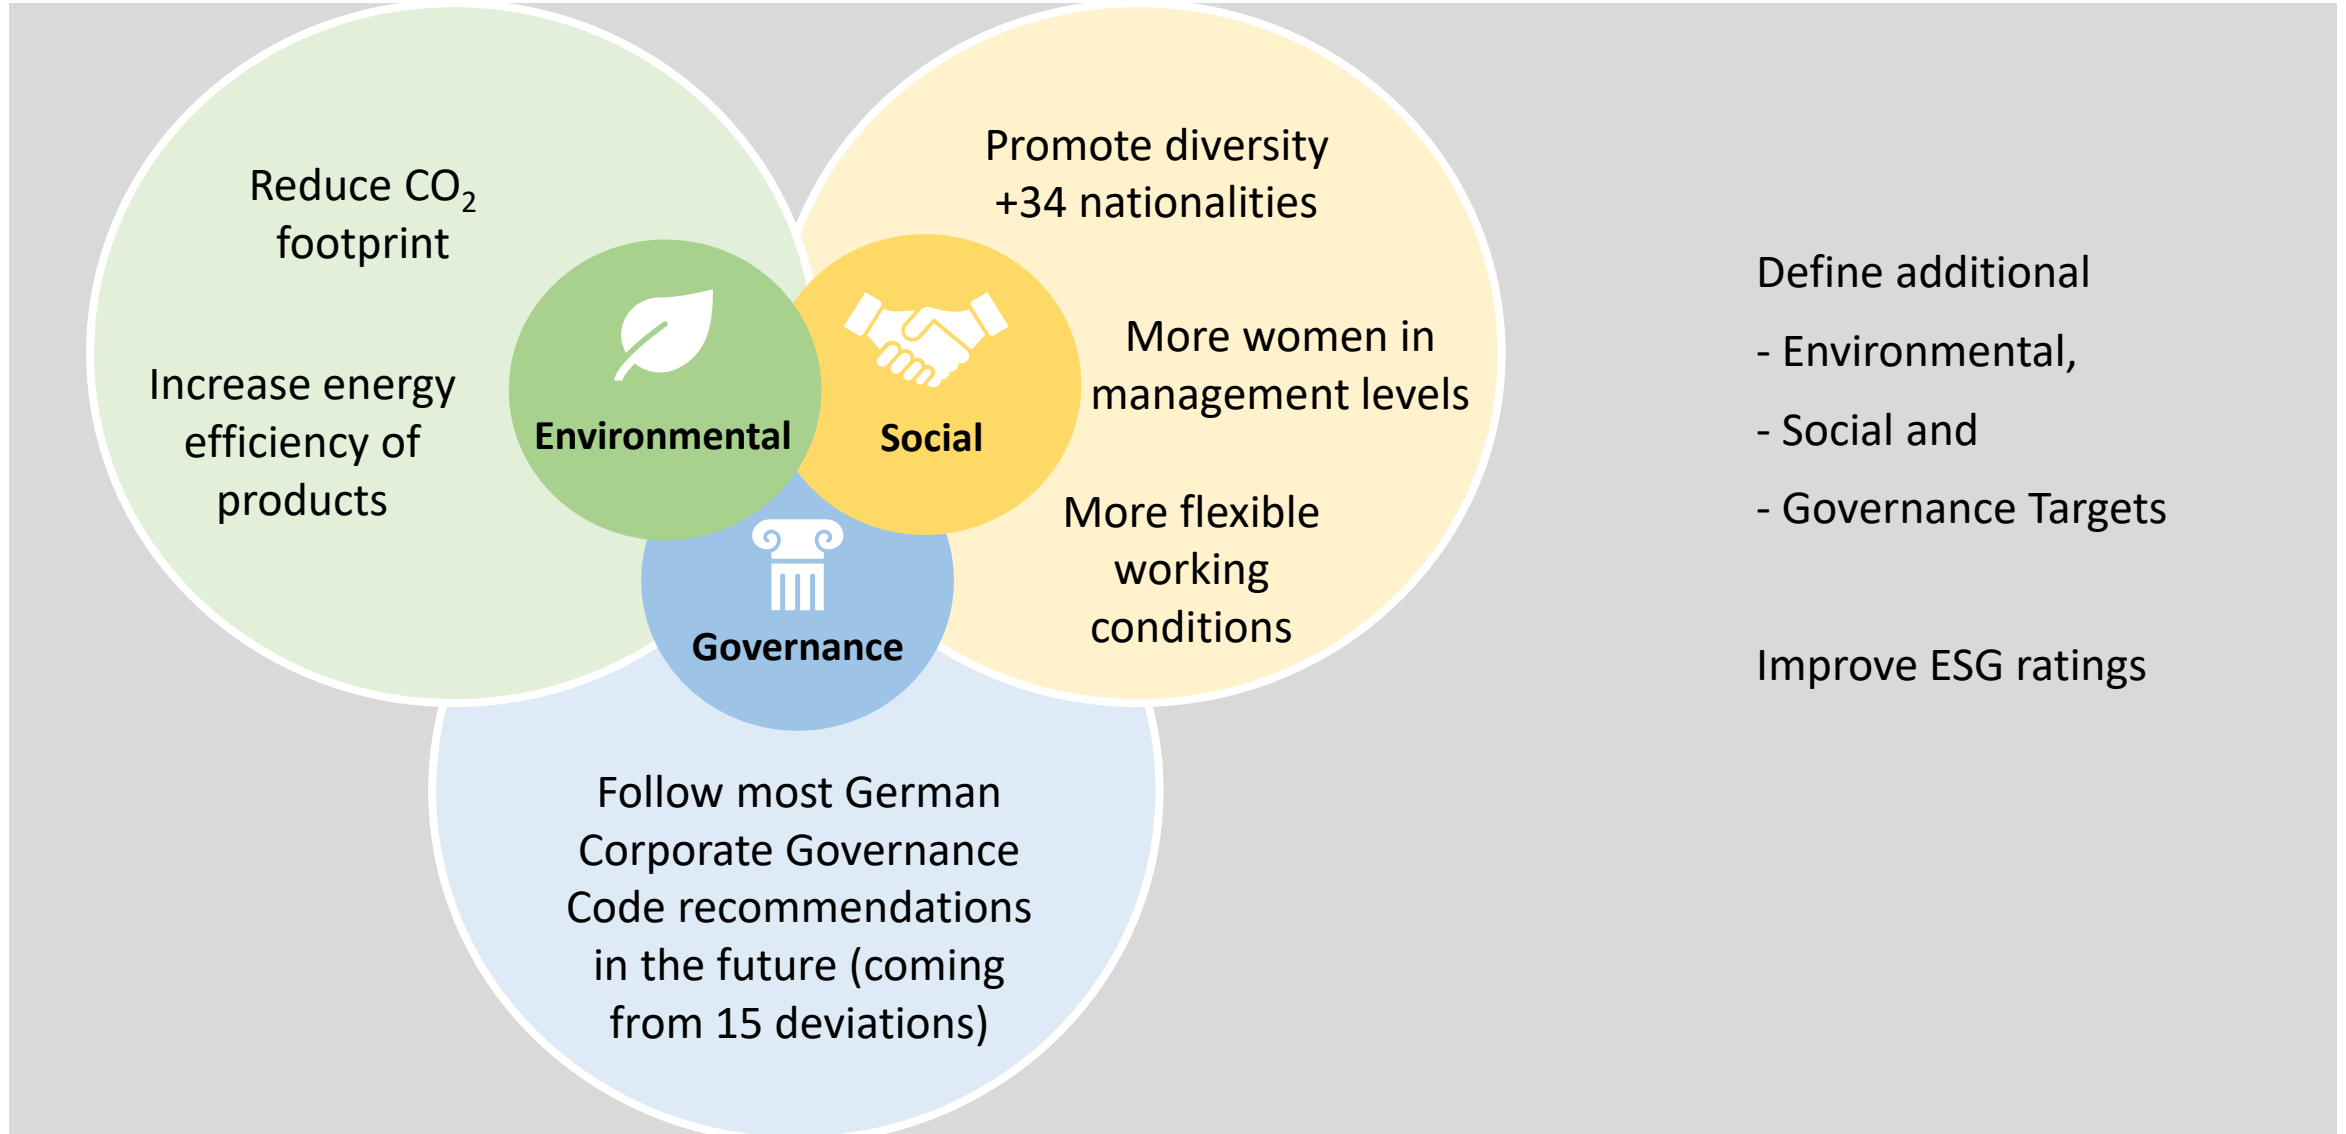 Reduce CO₂
footprint
Increase energy
efficiency of
products
Environmental
Promote diversity
+34 nationalities
More women in
management levels
More flexible
working
conditions
Social
Governance
Follow most German
Corporate Governance
Code recommendations
in the future (coming
from 15 deviations)
Define additional
- Environmental,
- Social and
- Governance Targets
Improve ESG ratings